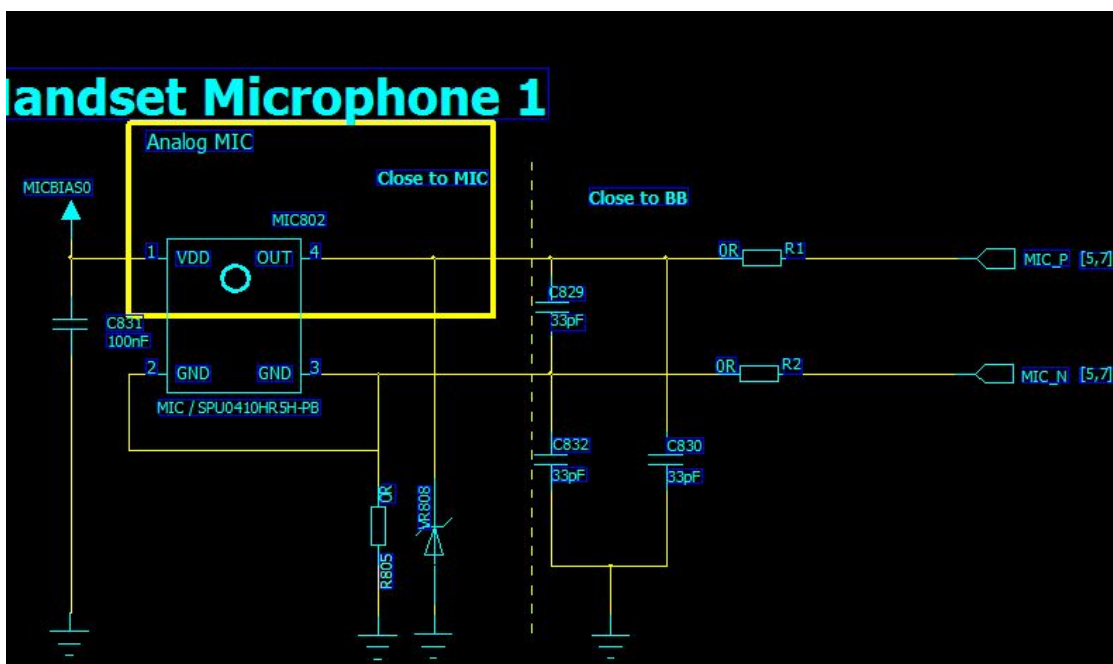 andset Microphone 1
Analog MIC
Close to MIC
MICBIAS0
Close to BB
MIC802
1 VDD OUT 4
0R R1
MIC_P [5,7]
C829
33pF
C831
100nF
2 GND GND 3
0R R2
MIC_N [5,7]
MIC / SPU0410HR5H-PB
C832
33pF
C830
33pF
0R
R805
VR808